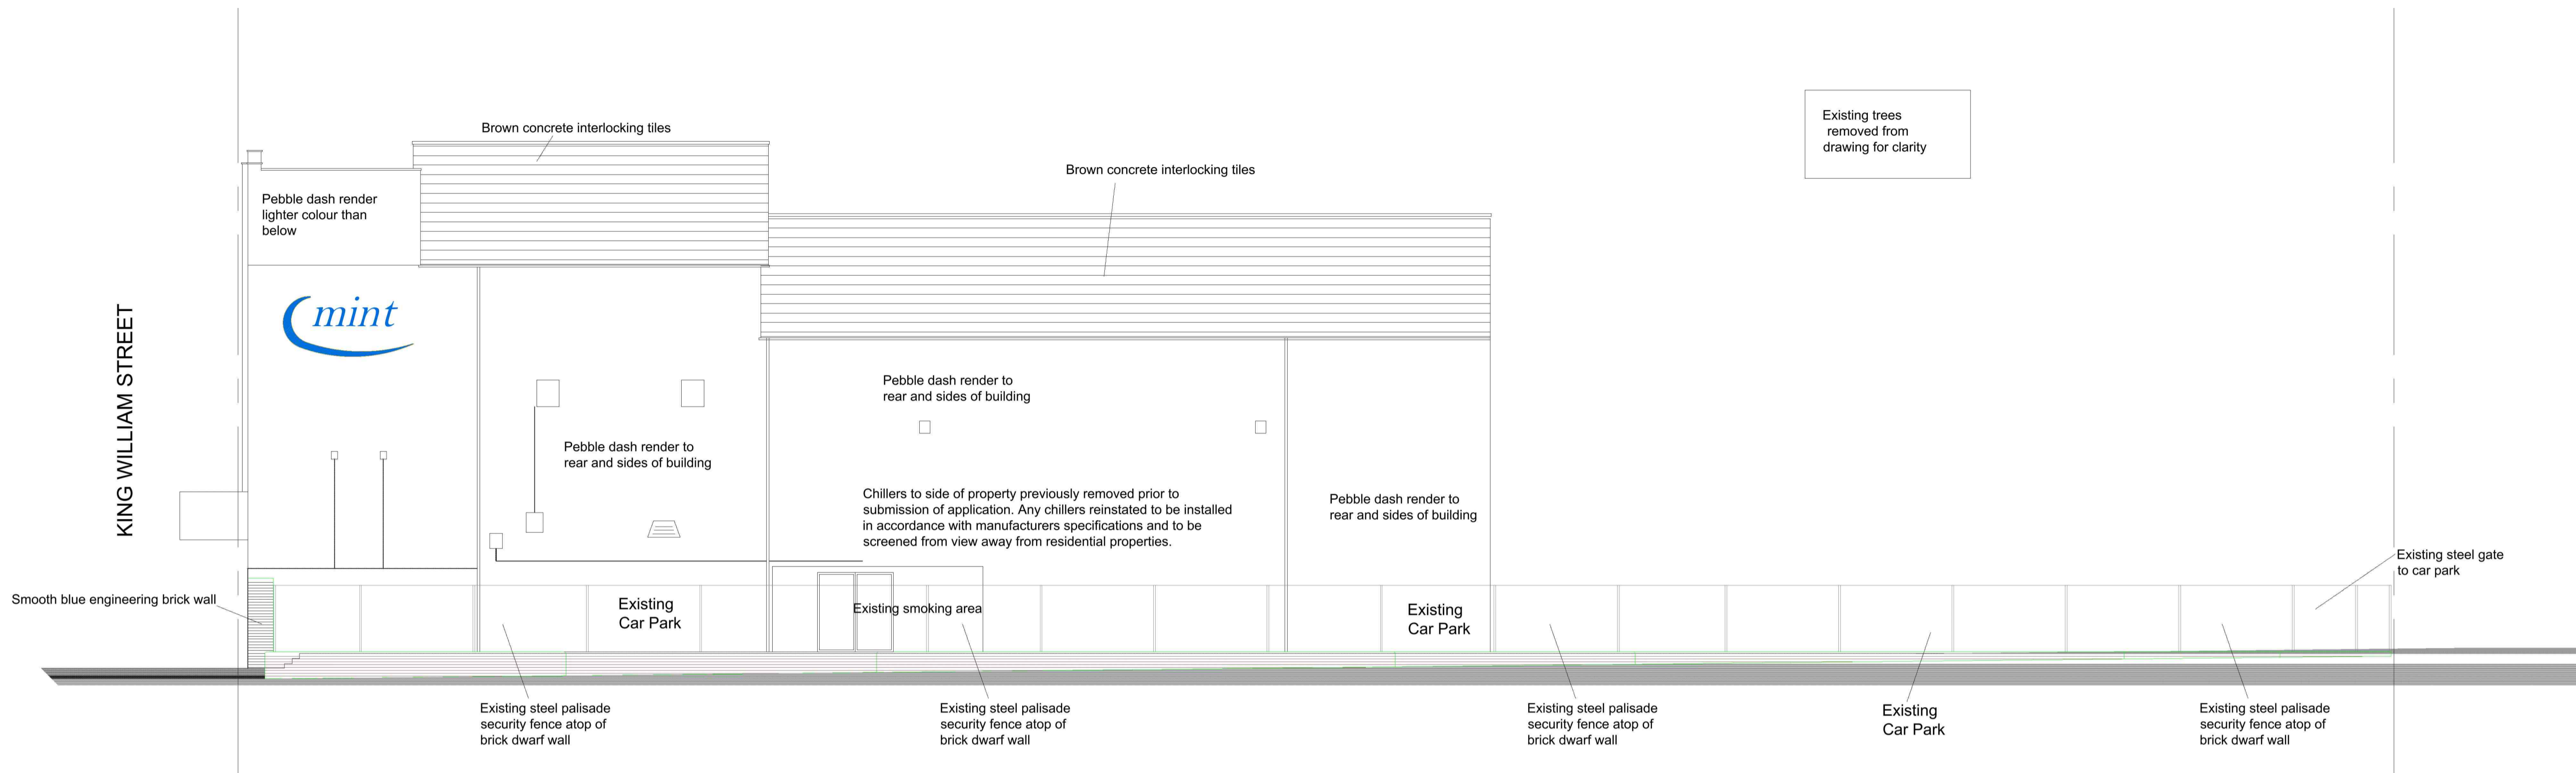 Brown concrete interlocking tiles
Existing trees
removed from
drawing for clarity
Brown concrete interlocking tiles
Pebble dash render
lighter colour than
below
mint
KING WILLIAM STREET
Pebble dash render to
rear and sides of building
Pebble dash render to
rear and sides of building
Chillers to side of property previously removed prior to
submission of application. Any chillers reinstated to be installed
in accordance with manufacturers specifications and to be
screened from view away from residential properties.
Pebble dash render to
rear and sides of building
Existing steel gate
to car park
Smooth blue engineering brick wall
Existing
Car Park
Existing smoking area
Existing
Car Park
Existing steel palisade
security fence atop of
brick dwarf wall
Existing steel palisade
security fence atop of
brick dwarf wall
Existing steel palisade
security fence atop of
brick dwarf wall
Existing
Car Park
Existing steel palisade
security fence atop of
brick dwarf wall